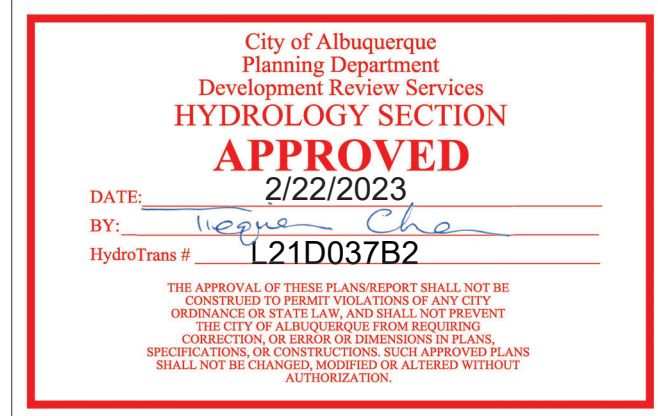 City of Albuquerque
Planning Department
Development Review Services
HYDROLOGY SECTION
APPROVED
DATE: 2/22/2023
BY:
HydroTrans # L21D037B2
THE APPROVAL OF THESE PLANS/REPORT SHALL NOT BE
CONSTRUED TO PERMIT VIOLATIONS OF ANY CITY
ORDINANCE OR STATE LAW, AND SHALL NOT PREVENT
THE CITY OF ALBUQUERQUE FROM REQUIRING
CORRECTION, OR ERROR OR DIMENSIONS IN PLANS,
SPECIFICATIONS, OR CONSTRUCTIONS. SUCH APPROVED PLANS
SHALL NOT BE CHANGED, MODIFIED OR ALTERED WITHOUT
AUTHORIZATION.